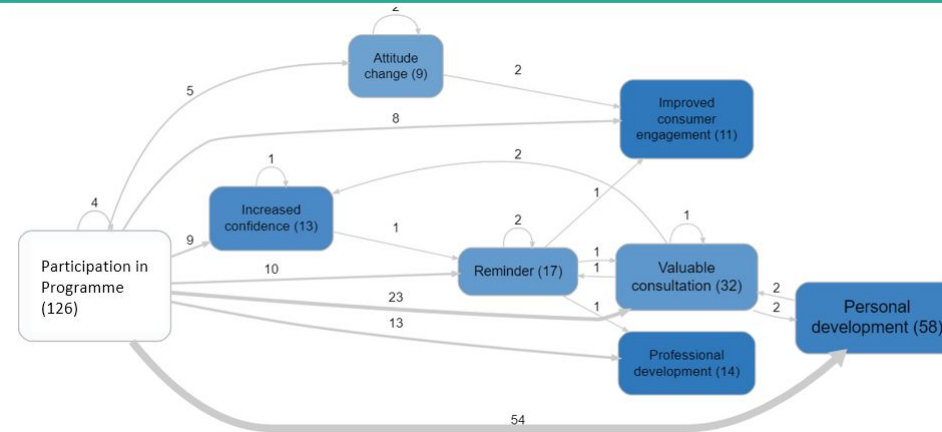 2
Attitude
change (9)
2
5
Improved
consumer
engagement (11)
8
2
1
1
4
Increased
confidence (13)
1
2
1
9
Participation in
Programme
(126)
10
Reminder (17)
1
1
Valuable
consultation (32)
2
2
23
13
1
Personal
development (58)
Professional
development (14)
54